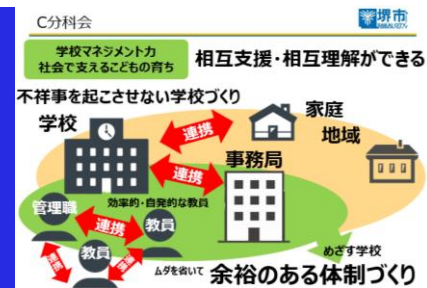 C分科会
堺市
学校マネジメント力
社会で支えるこどもの育ち
相互支援・相互理解ができる
不祥事を起こさせない学校づくり
学校
連携
家庭
地域
連携
事務局
管理職
効率的・自発的な教員
連携
教員
教員
連携
連携
めざす学校
ムダを省いて
余裕のある体制づくり